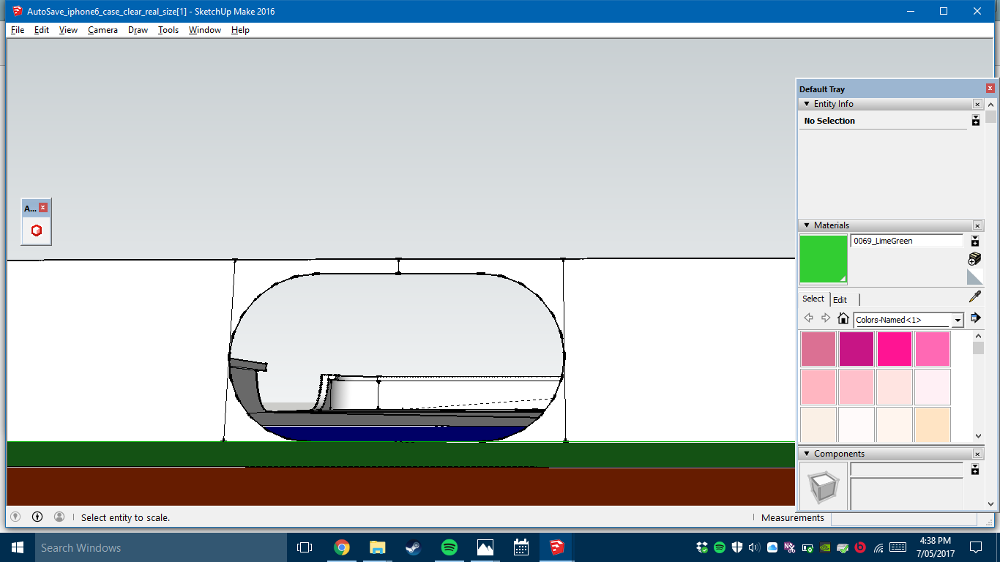 AutoSave_iphone6_case_clear_real_size[1] - SketchUp Make 2016
File Edit View Camera Draw Tools Window Help
Default Tray
Entity Info
No Selection
A...
Materials
0069_LimeGreen
Select Edit
Colors-Named<1>
Components
Select entity to scale.
Measurements
Search Windows
4:38 PM
7/05/2017